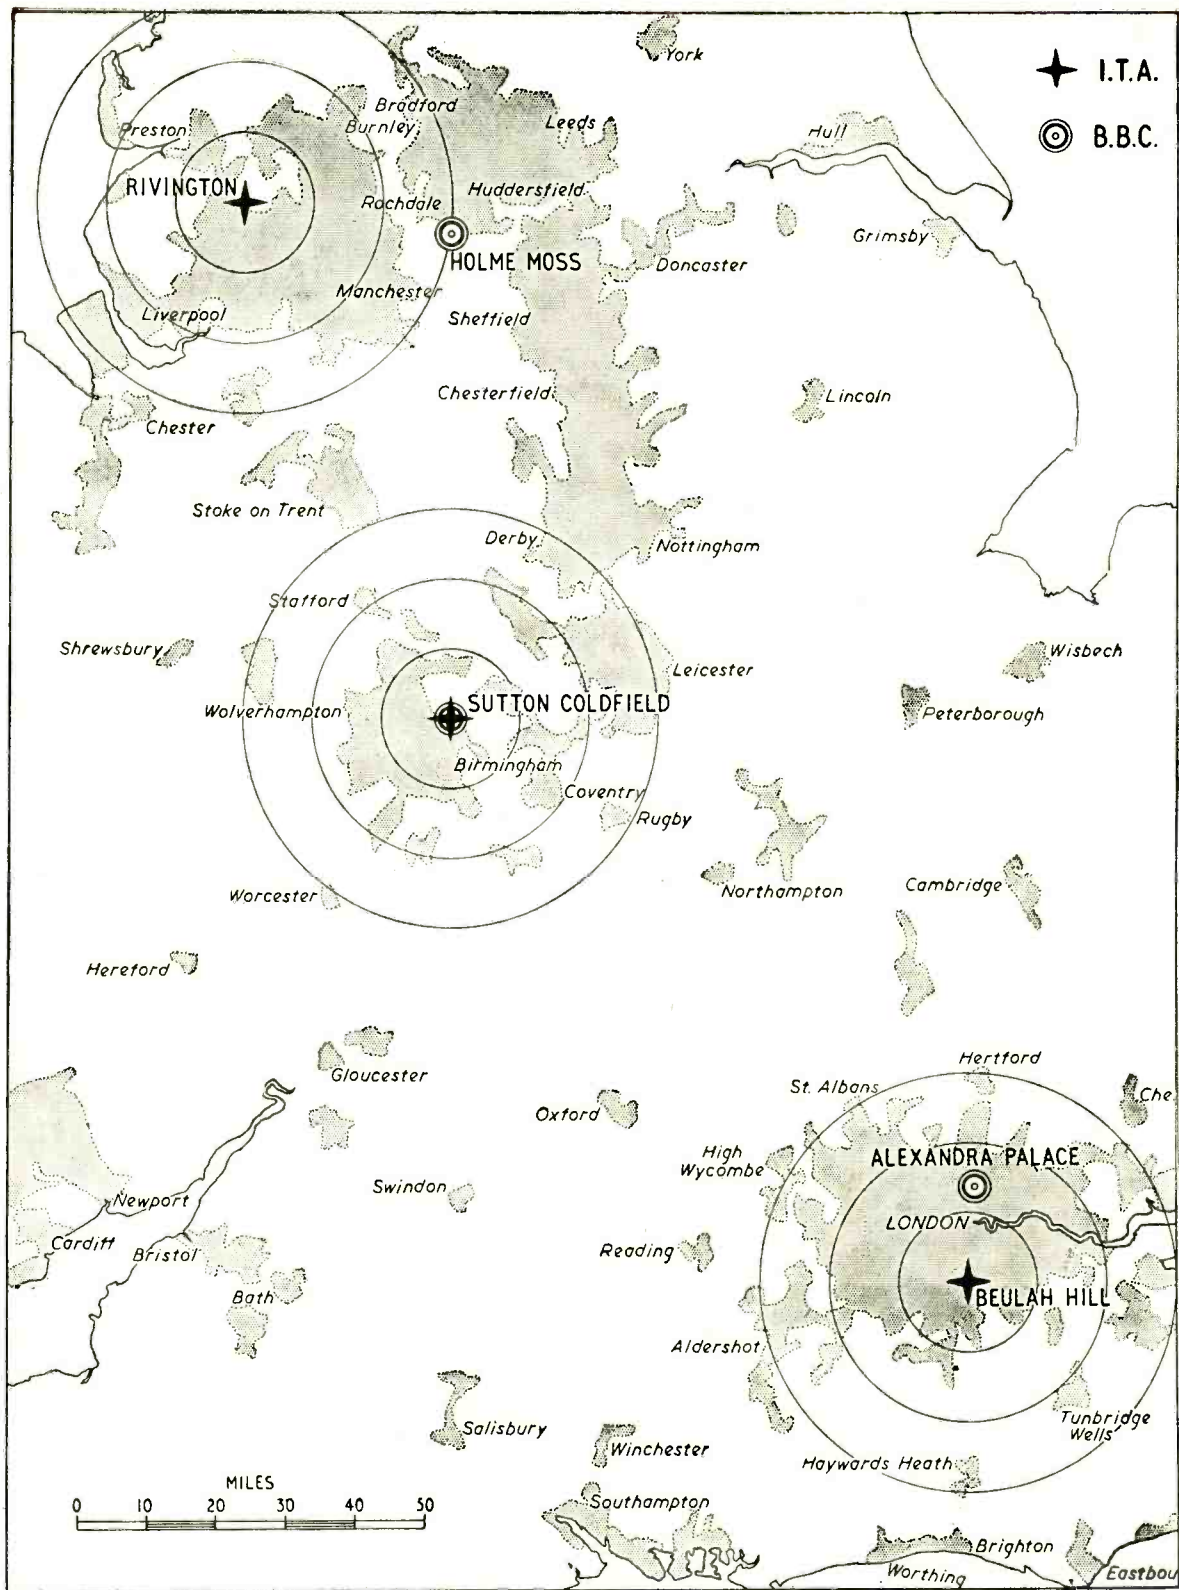 York
I.T.A.
Bradford
Preston
Burnley
Leeds
Hull
B.B.C.
RIVINGTON
Huddersfield
Rochdale
Grimsby
HOLME MOSS
Doncaster
Manchester
Liverpool
Sheffield
Chesterfield
Lincoln
Chester
Stoke on Trent
Derby
Nottingham
Stafford
Shrewsbury
Wisbech
Leicester
SUTTON COLDFIELD
Wolverhampton
Peterborough
Birmingham
Coventry
Rugby
Worcester
Northampton
Cambridge
Hereford
Gloucester
Hertford
St. Albans
Oxford
Che
High
Wycombe
ALEXANDRA PALACE
Swindon
Newport
LONDON
Cardiff
Bristol
Reading
Bath
BEULAH HILL
Aldershot
Tunbridge
Wells
Salisbury
Winchester
Haywards Heath
MILES
0 10 20 30 40 50
Southampton
Brighton
Worthing
Eastbou